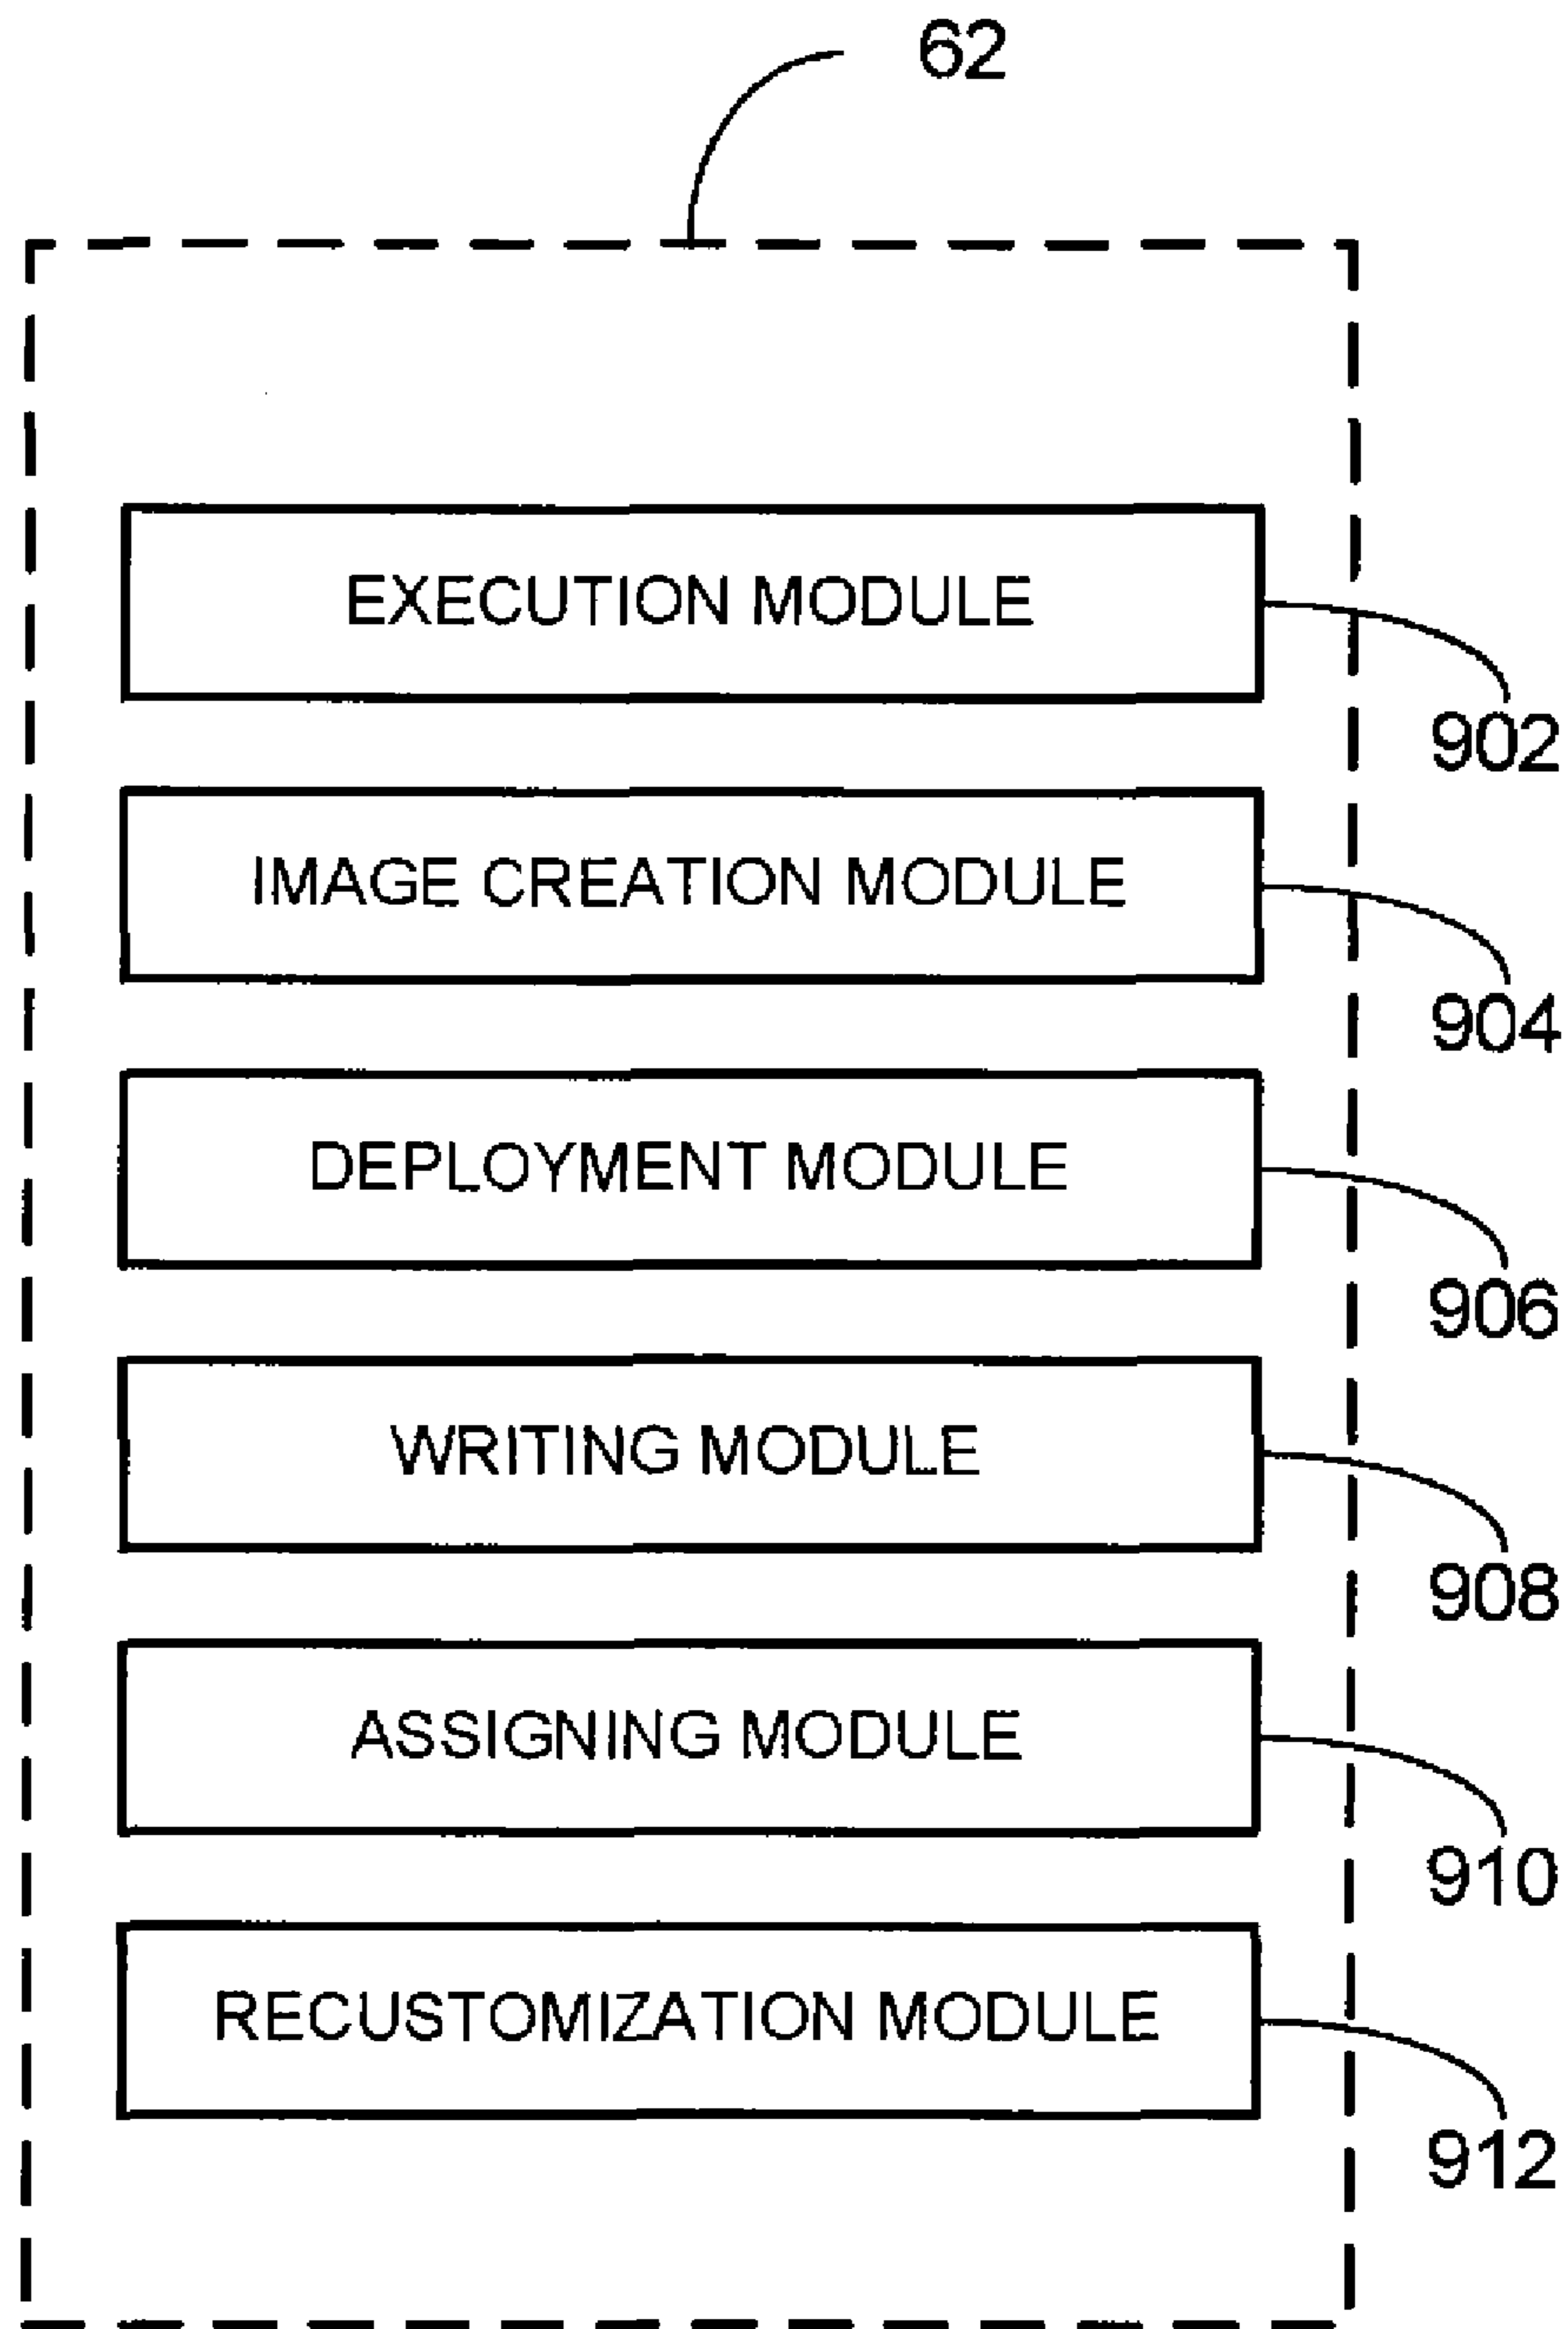 62
EXECUTION MODULE
902
IMAGE CREATION MODULE
904
DEPLOYMENT MODULE
906
WRITING MODULE
908
ASSIGNING MODULE
910
RECUSTOMIZATION MODULE
912